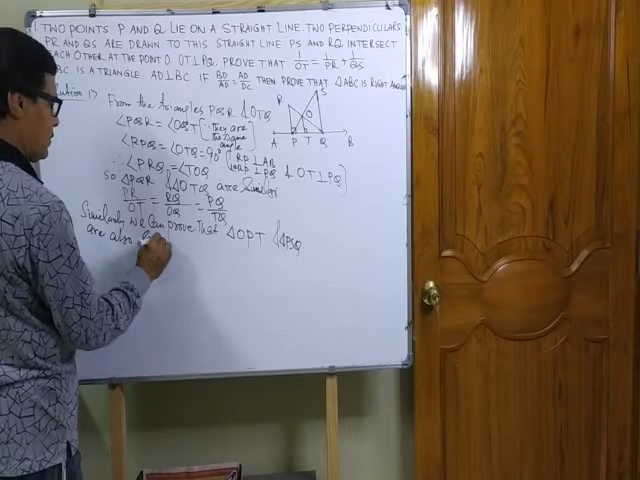 1) TWO POINTS P AND Q LIE ON A STRAIGHT LINE. TWO PERPENDICULARS
PR AND QS ARE DRAWN TO THIS STRAIGHT LINE PS AND RQ INTERSECT
EACH OTHER AT THE POINT O. OT⊥PQ. PROVE THAT 1/OT = 1/PR + 1/QS
ABC IS A TRIANGLE AD⊥BC IF BD/AD = AD/DC THEN PROVE THAT ΔABC IS RIGHT ANGLED
Solution 1) From the triangles PQR & OTQ
∠PQR = ∠OQT [∵ they are the same angle]
∠RPQ = ∠OTQ = 90° [∵ RP⊥AB ∴ RP⊥PQ & OT⊥PQ]
∴ ∠PRQ = ∠TOQ
SO ΔPQR & ΔOTQ are similar
PR/OT = RQ/OQ = PQ/TQ
Similarly we can prove that ΔOPT & ΔPSQ
are also
R S
O
A P T Q B